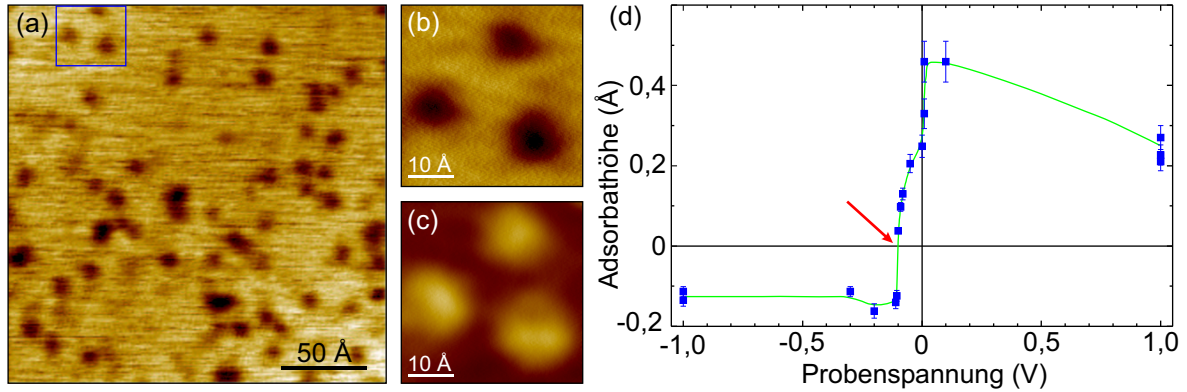 (a)
50 Å
(b)
10 Å
(c)
10 Å
(d)
Adsorbathöhe (Å)
0,4
0,2
0
-0,2
-1,0
-0,5
0
0,5
1,0
Probenspannung (V)